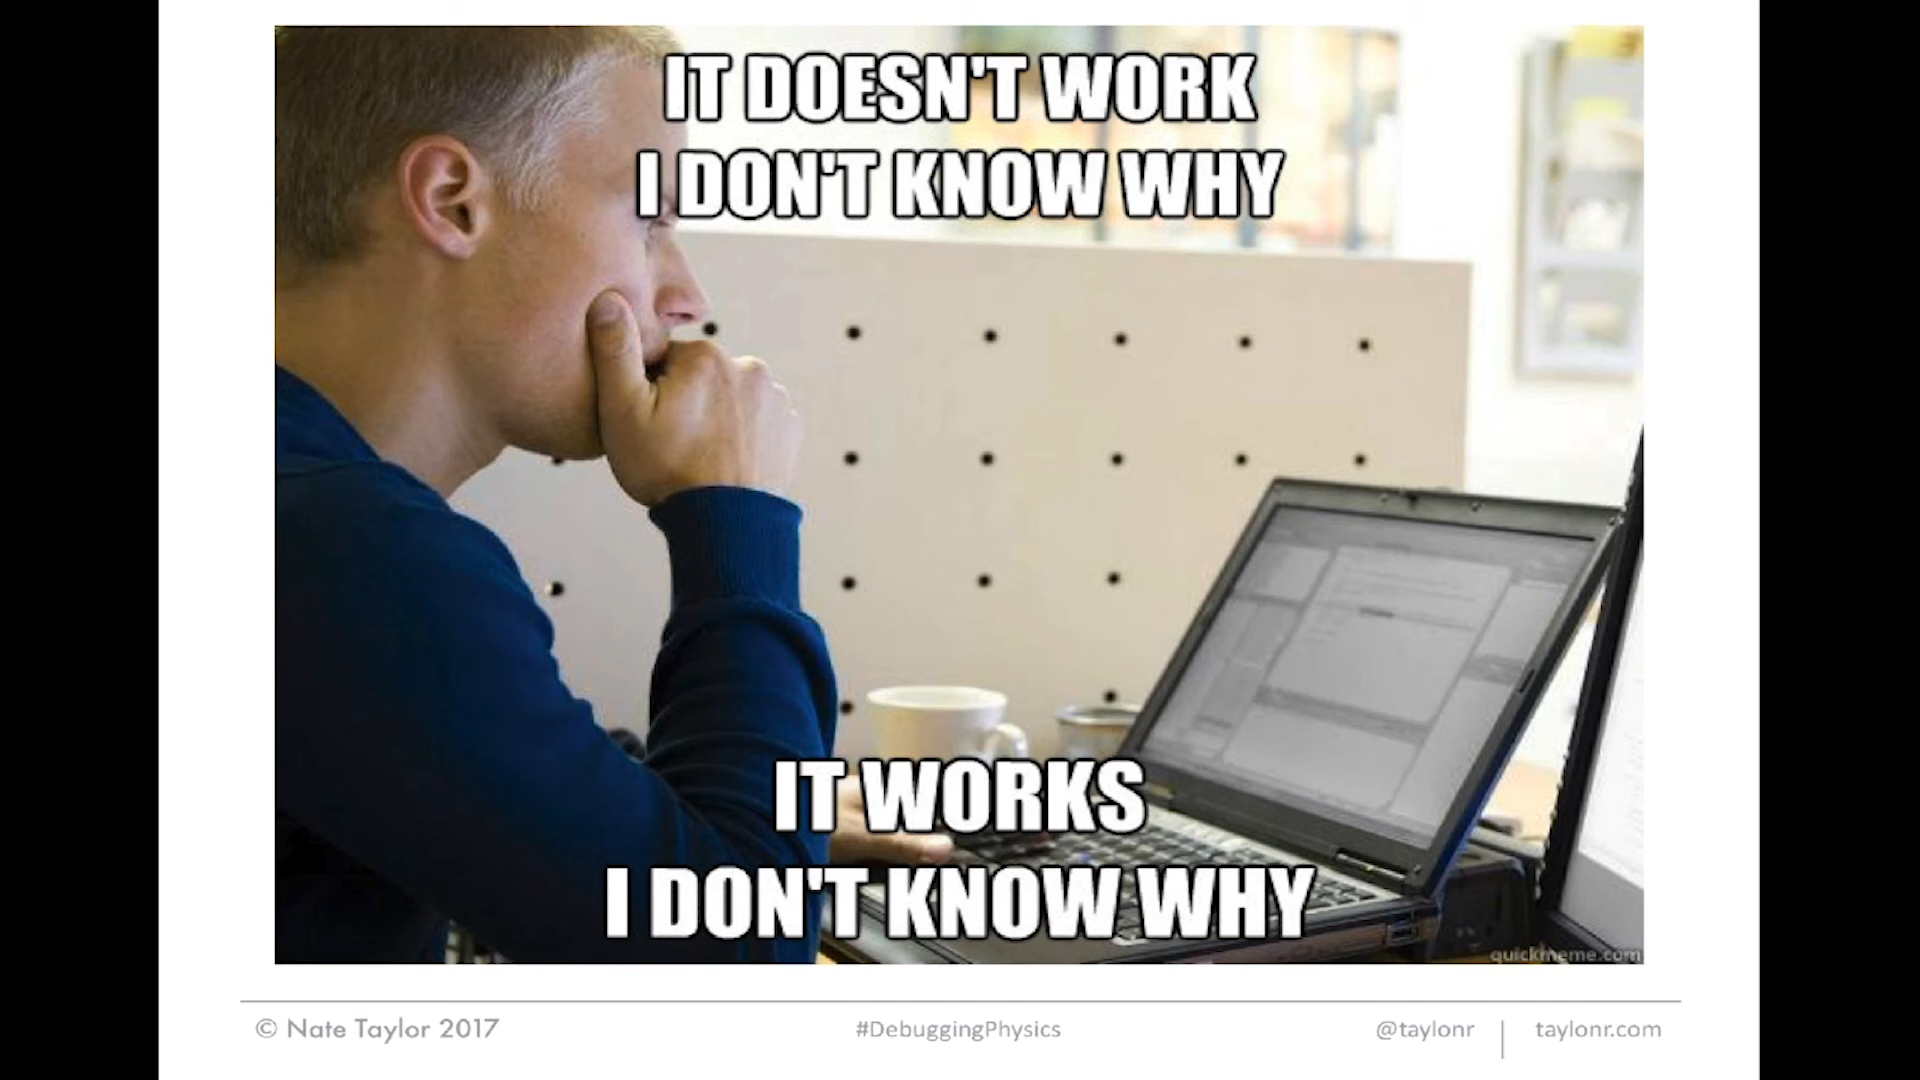 IT DOESN'T WORK
I DON'T KNOW WHY
IT WORKS
I DON'T KNOW WHY
quickmeme.com
© Nate Taylor 2017
#DebuggingPhysics
@taylonr | taylonr.com